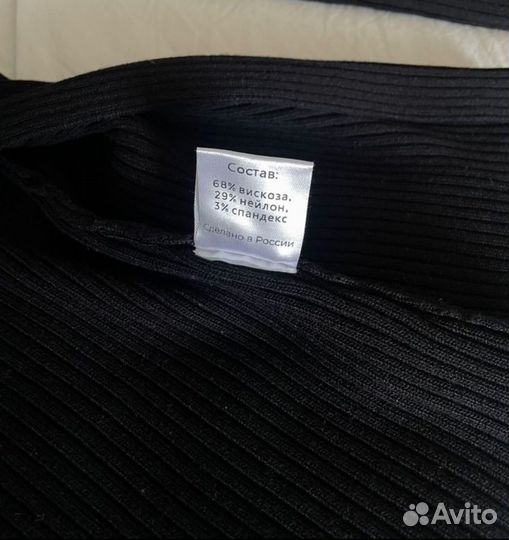 Состав:
68% вискоза.
29% нейлон.
3% спандекс
Сделано в России
Avito